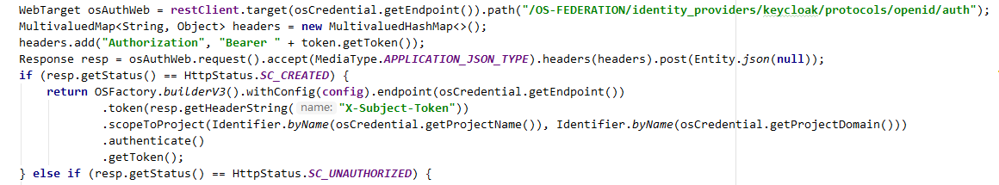 WebTarget osAuthWeb = restClient.target(osCredential.getEndpoint()).path("/OS-FEDERATION/identity_providers/keycloak/protocols/openid/auth");
MultivaluedMap<String, Object> headers = new MultivaluedHashMap<>();
headers.add("Authorization", "Bearer " + token.getToken());
Response resp = osAuthWeb.request().accept(MediaType.APPLICATION_JSON_TYPE).headers(headers).post(Entity.json(null));
if (resp.getStatus() == HttpStatus.SC_CREATED) {
    return OSFactory.builderV3().withConfig(config).endpoint(osCredential.getEndpoint())
            .token(resp.getHeaderString( name: "X-Subject-Token"))
            .scopeToProject(Identifier.byName(osCredential.getProjectName()), Identifier.byName(osCredential.getProjectDomain()))
            .authenticate()
            .getToken();
} else if (resp.getStatus() == HttpStatus.SC_UNAUTHORIZED) {